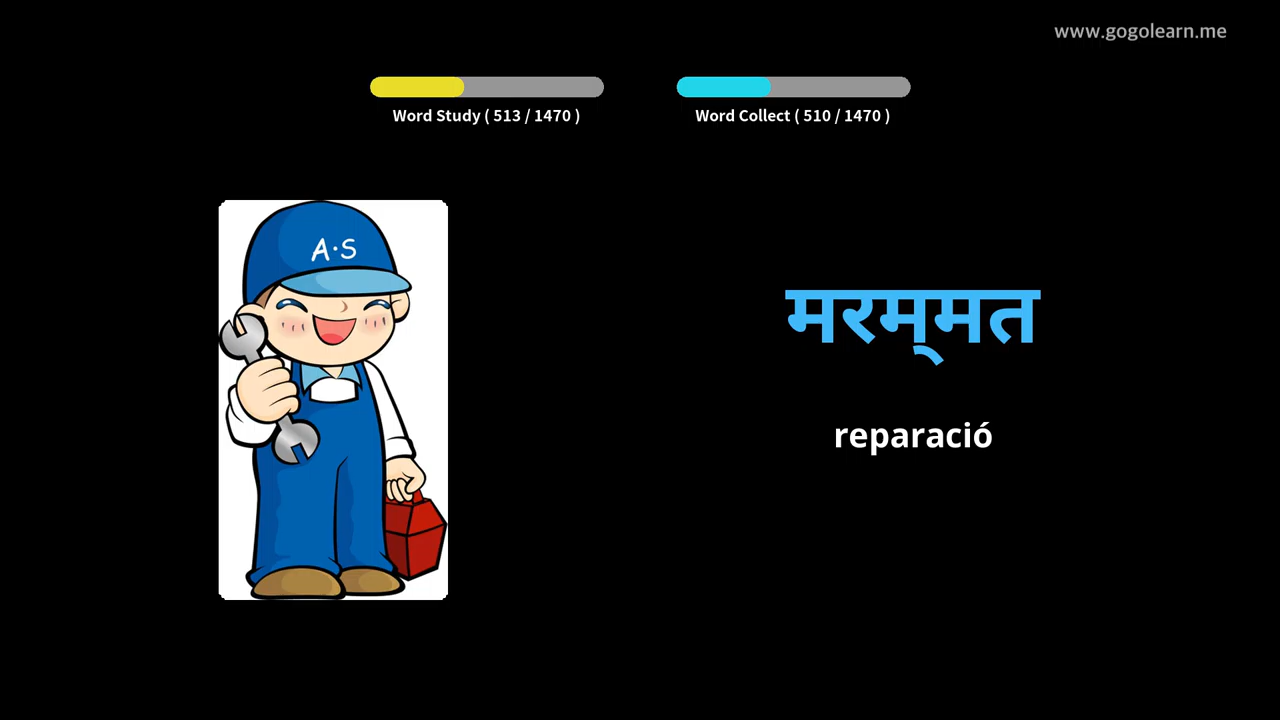 www.gogolearn.me
Word Study ( 513 / 1470 )
Word Collect ( 510 / 1470 )
A·S
मरम्मत
reparació